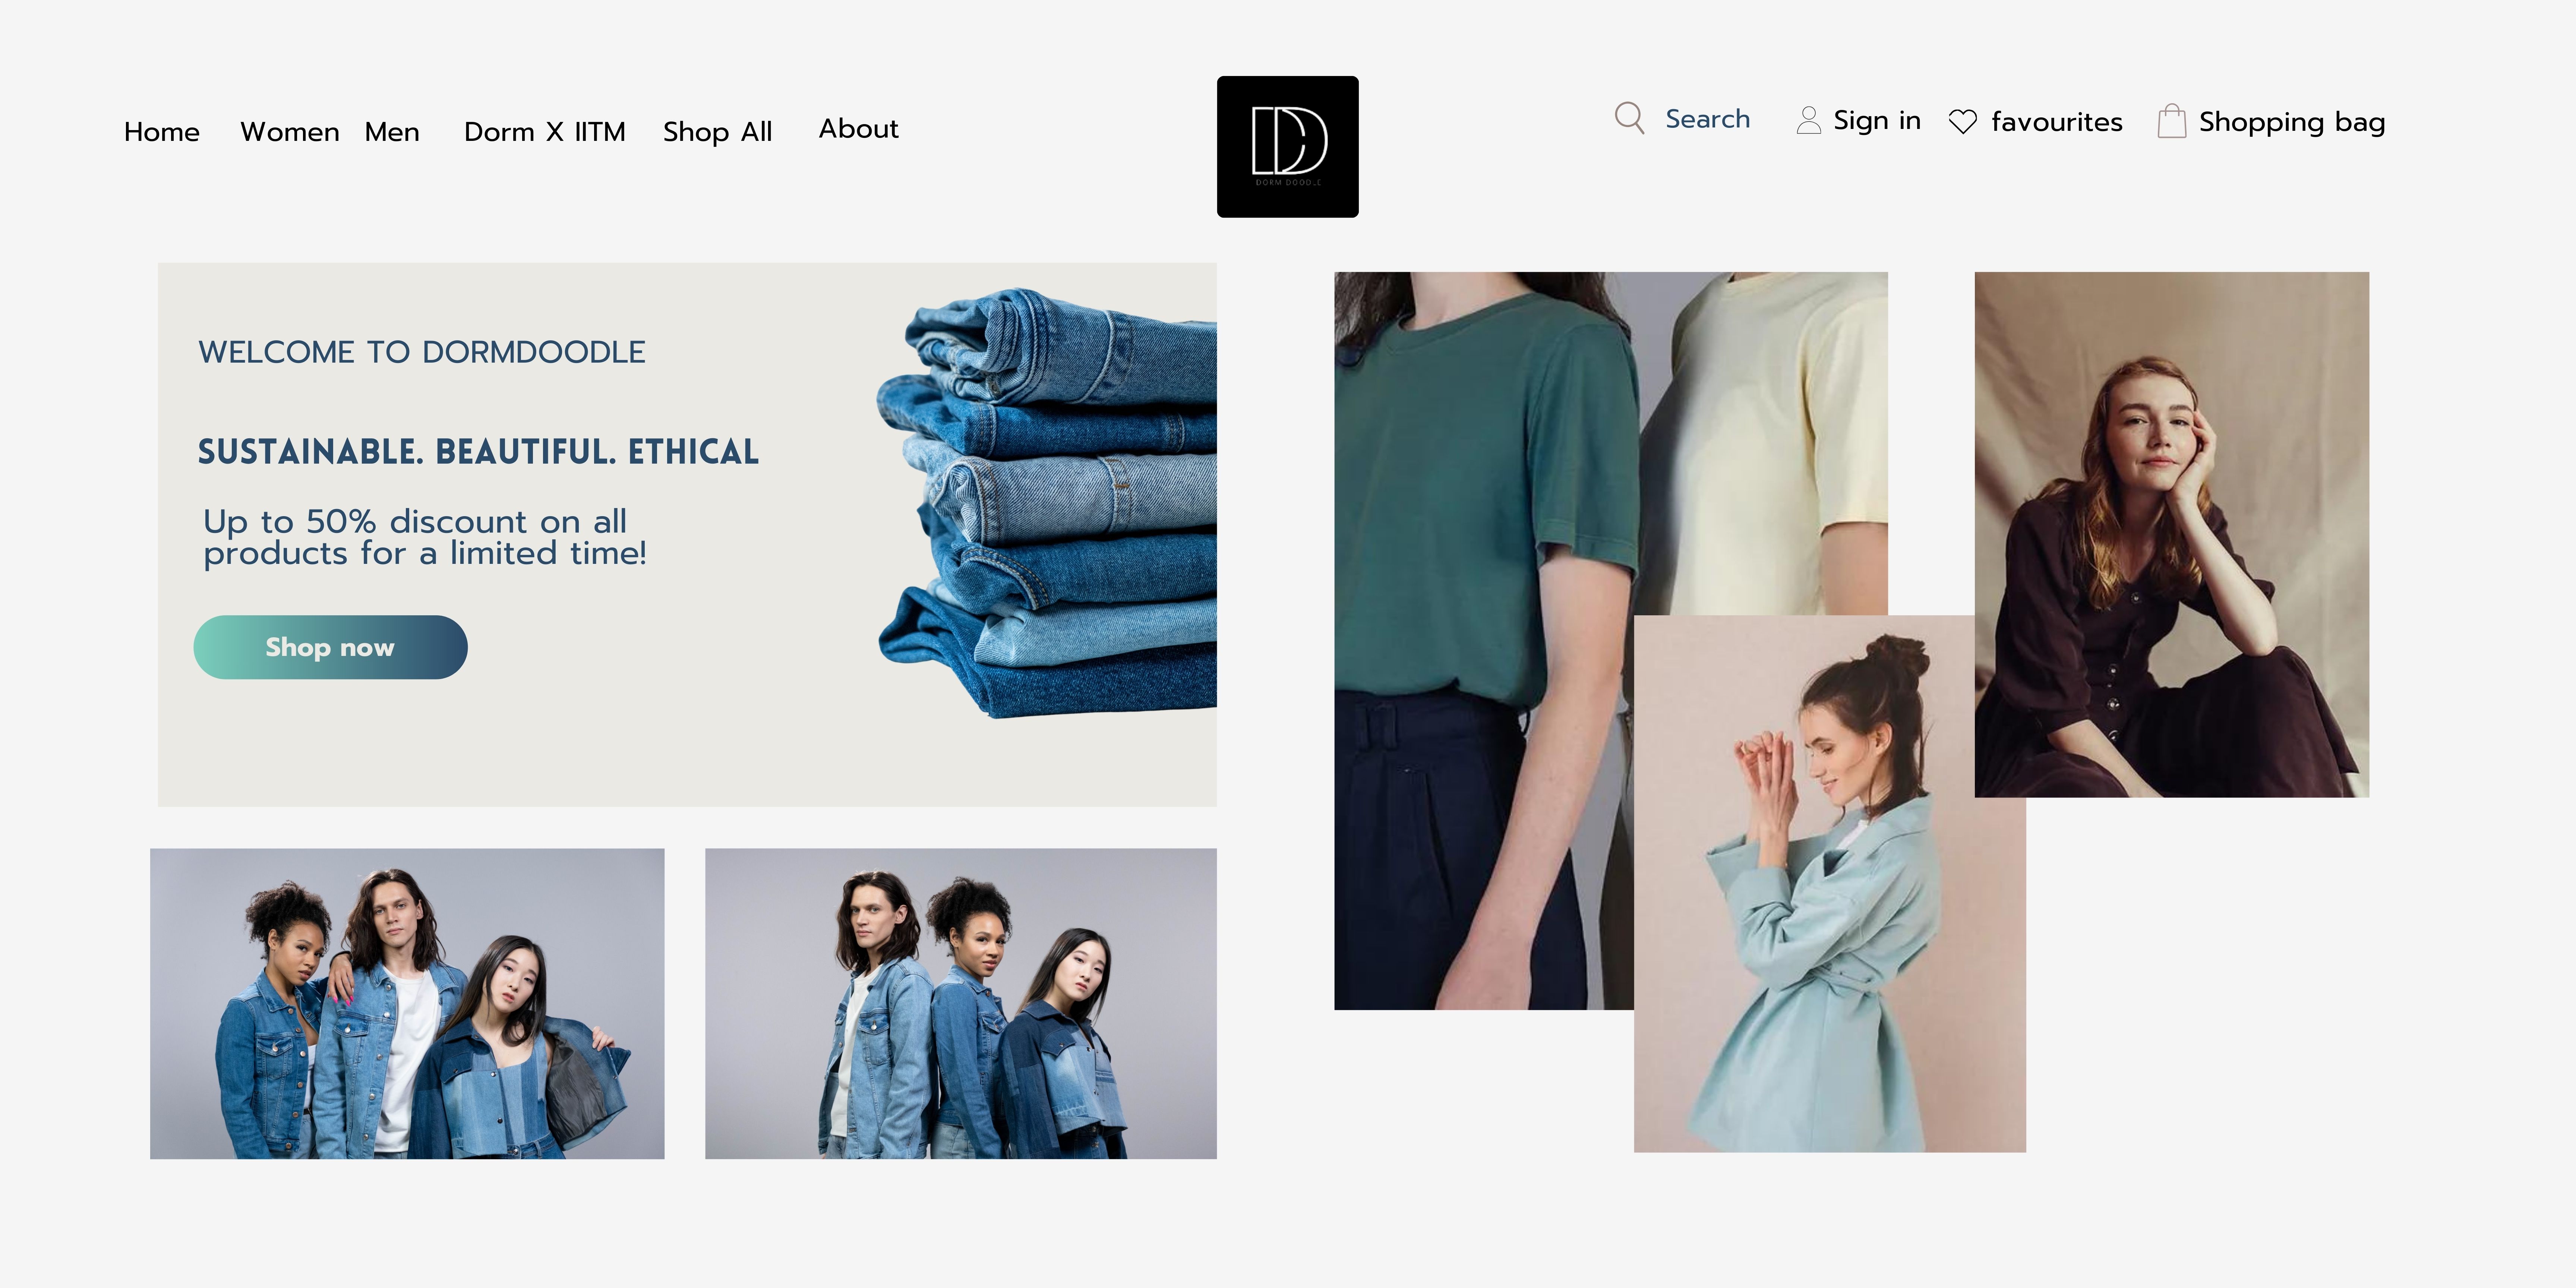 Home Women Men Dorm X IITM Shop All About
DORM DOODLE
Search Sign in favourites Shopping bag
WELCOME TO DORMDOODLE
SUSTAINABLE. BEAUTIFUL. ETHICAL
Up to 50% discount on all
products for a limited time!
Shop now